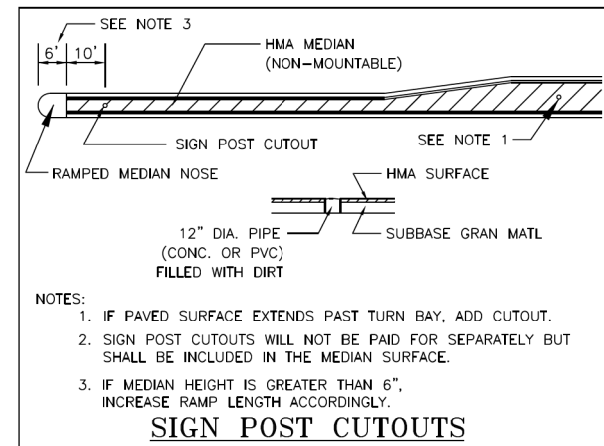 SEE NOTE 3
6' 10'
HMA MEDIAN
(NON-MOUNTABLE)
SIGN POST CUTOUT
SEE NOTE 1
RAMPED MEDIAN NOSE
HMA SURFACE
12" DIA. PIPE
(CONC. OR PVC)
FILLED WITH DIRT
SUBBASE GRAN MATL
NOTES:
1. IF PAVED SURFACE EXTENDS PAST TURN BAY, ADD CUTOUT.
2. SIGN POST CUTOUTS WILL NOT BE PAID FOR SEPARATELY BUT
SHALL BE INCLUDED IN THE MEDIAN SURFACE.
3. IF MEDIAN HEIGHT IS GREATER THAN 6",
INCREASE RAMP LENGTH ACCORDINGLY.
SIGN POST CUTOUTS